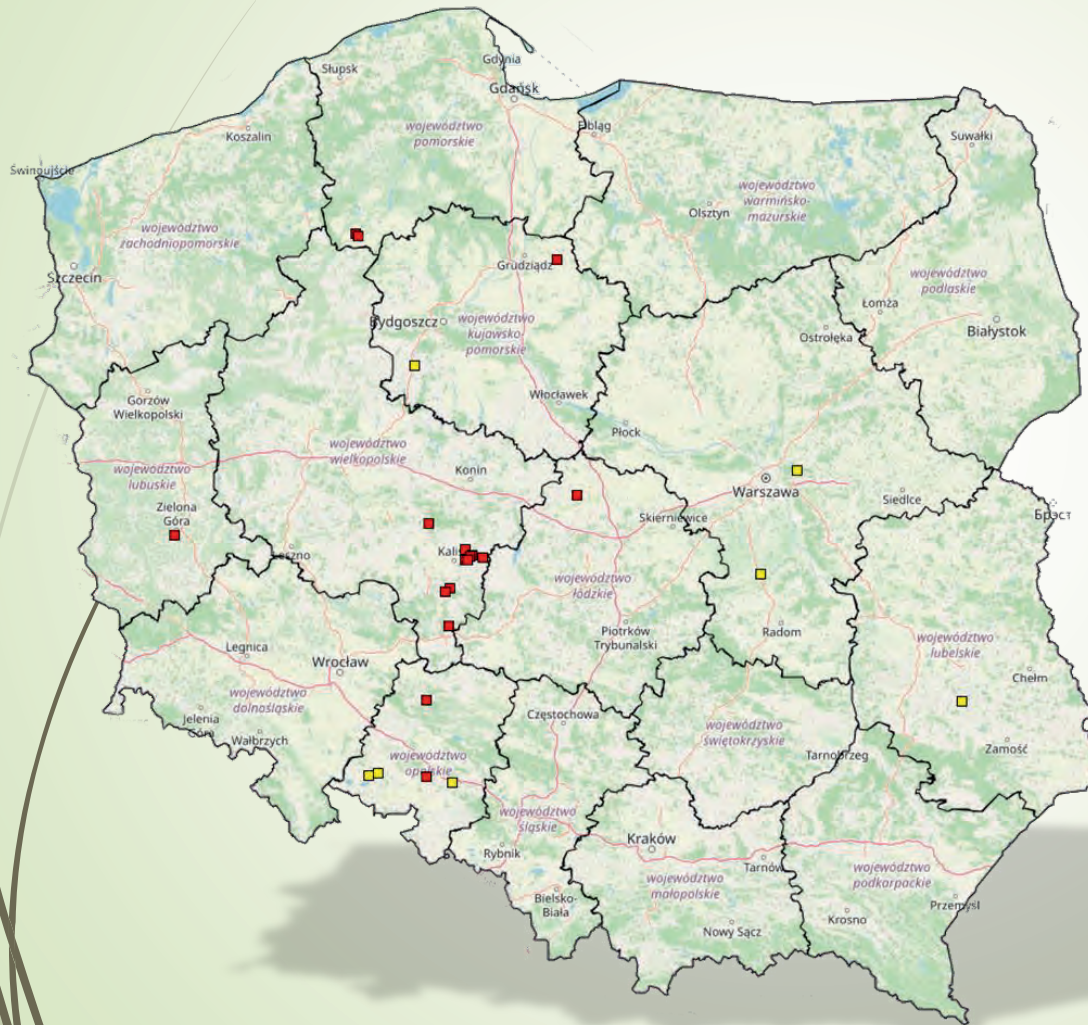 Słupsk
Gdynia
Gdańsk
Elbląg
Suwałki
Koszalin
województwo
pomorskie
Świnoujście
województwo
warmińsko-
mazurskie
Olsztyn
województwo
zachodniopomorskie
Szczecin
Grudziądz
województwo
podlaskie
Łomża
Bydgoszcz
województwo
kujawsko-
pomorskie
Ostrołęka
Białystok
Gorzów
Wielkopolski
Włocławek
Płock
województwo
wielkopolskie
Konin
województwo
lubuskie
Warszawa
Siedlce
Zielona
Góra
Skierniewice
Брэст
Leszno
Kalisz
województwo
łódzkie
Piotrków
Trybunalski
Radom
województwo
lubelskie
Legnica
Wrocław
Chełm
województwo
dolnośląskie
Częstochowa
Jelenia
Góra
Wałbrzych
województwo
świętokrzyskie
Zamość
Tarnobrzeg
województwo
opolskie
województwo
śląskie
Kraków
Rybnik
Tarnów
województwo
małopolskie
województwo
podkarpackie
Bielsko-
Biała
Przemyśl
Krosno
Nowy Sącz